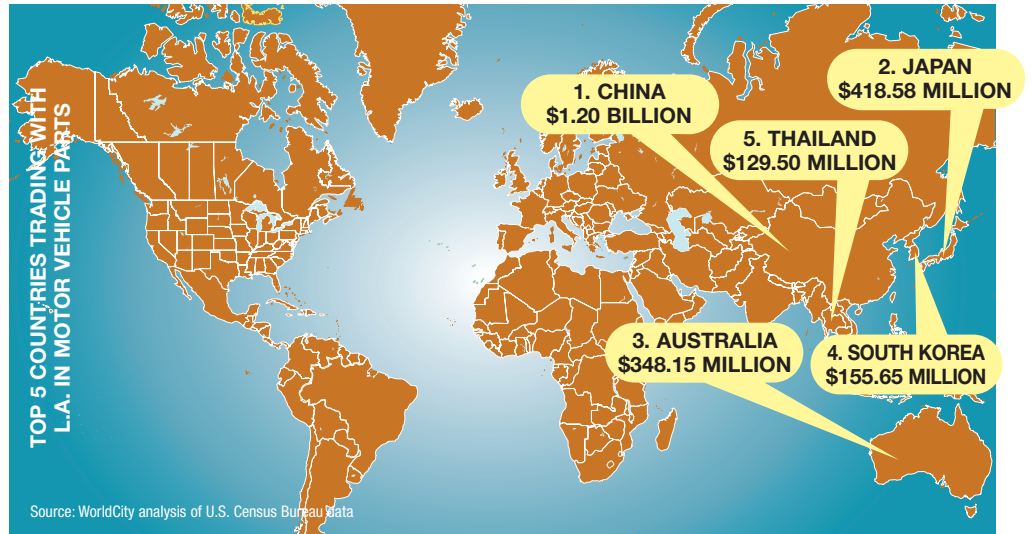 TOP 5 COUNTRIES TRADING WITH
L.A. IN MOTOR VEHICLE PARTS
1. CHINA
$1.20 BILLION
2. JAPAN
$418.58 MILLION
5. THAILAND
$129.50 MILLION
3. AUSTRALIA
$348.15 MILLION
4. SOUTH KOREA
$155.65 MILLION
Source: WorldCity analysis of U.S. Census Bureau data